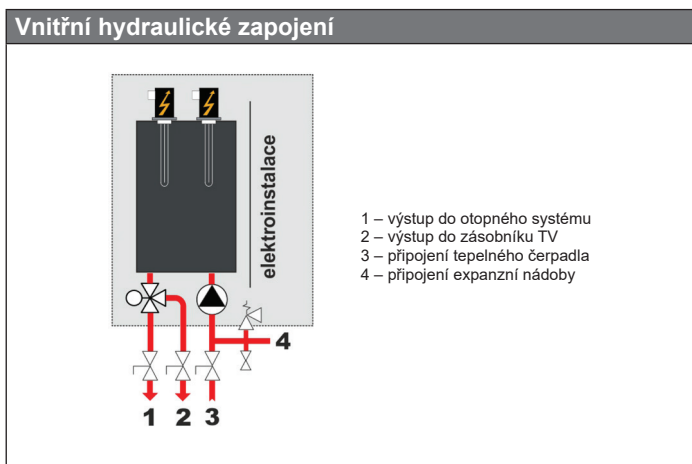 Vnitřní hydraulické zapojení
elektroinstalace
1 – výstup do otopného systému
2 – výstup do zásobníku TV
3 – připojení tepelného čerpadla
4 – připojení expanzní nádoby
4
1 2 3